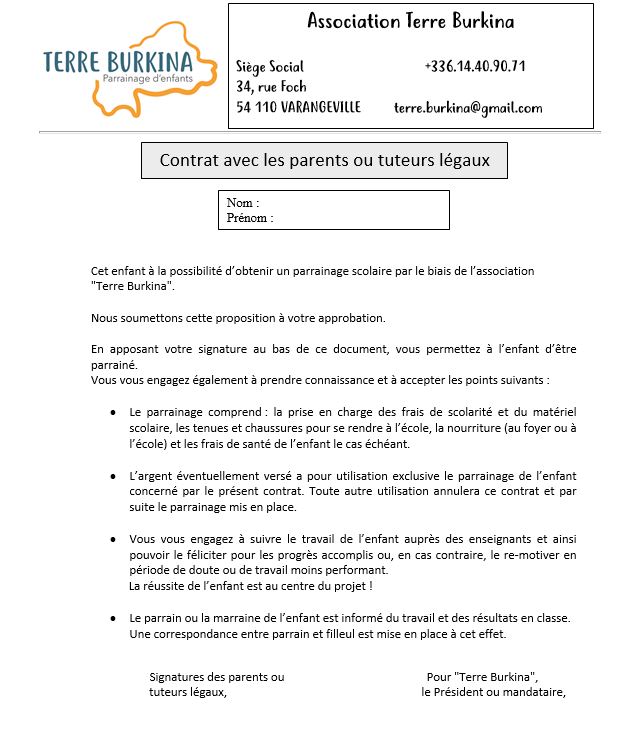 TERRE BURKINA
Parrainage d'enfants
Association Terre Burkina
Siège Social +336.14.40.90.71
34, rue Foch
54 110 VARANGEVILLE terre.burkina@gmail.com
Contrat avec les parents ou tuteurs légaux
Nom :
Prénom :
Cet enfant à la possibilité d’obtenir un parrainage scolaire par le biais de l’association
"Terre Burkina".
Nous soumettons cette proposition à votre approbation.
En apposant votre signature au bas de ce document, vous permettez à l’enfant d’être
parrainé.
Vous vous engagez également à prendre connaissance et à accepter les points suivants :
• Le parrainage comprend : la prise en charge des frais de scolarité et du matériel
scolaire, les tenues et chaussures pour se rendre à l’école, la nourriture (au foyer ou à
l’école) et les frais de santé de l’enfant le cas échéant.
• L’argent éventuellement versé a pour utilisation exclusive le parrainage de l’enfant
concerné par le présent contrat. Toute autre utilisation annulera ce contrat et par
suite le parrainage mis en place.
• Vous vous engagez à suivre le travail de l’enfant auprès des enseignants et ainsi
pouvoir le féliciter pour les progrès accomplis ou, en cas contraire, le re-motiver en
période de doute ou de travail moins performant.
La réussite de l’enfant est au centre du projet !
• Le parrain ou la marraine de l’enfant est informé du travail et des résultats en classe.
Une correspondance entre parrain et filleul est mise en place à cet effet.
Signatures des parents ou Pour "Terre Burkina",
tuteurs légaux, le Président ou mandataire,